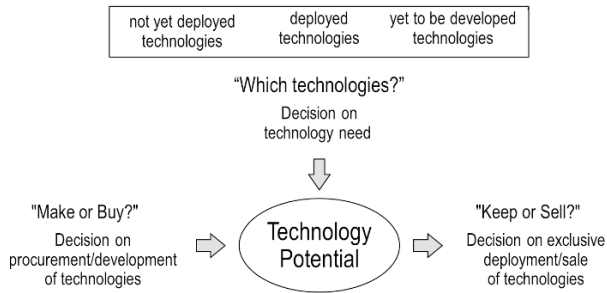 not yet deployed
technologies
deployed
technologies
yet to be developed
technologies
“Which technologies?”
Decision on
technology need
"Make or Buy?"
Decision on
procurement/development
of technologies
Technology
Potential
"Keep or Sell?"
Decision on exclusive
deployment/sale
of technologies